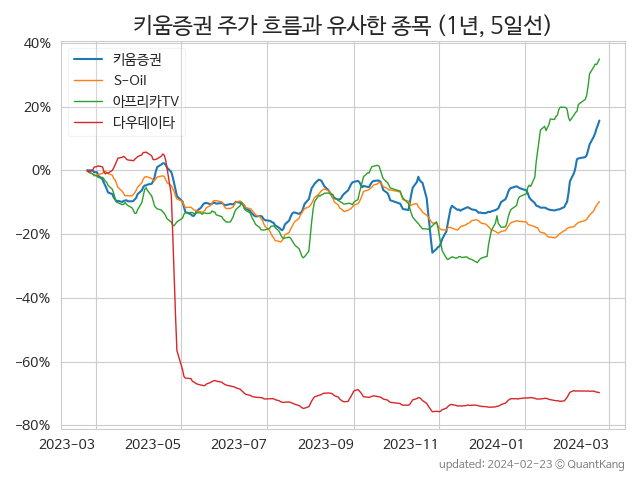 키움증권 주가 흐름과 유사한 종목 (1년, 5일선)
키움증권
S-Oil
아프리카TV
다우데이타
40%
20%
0%
−20%
−40%
−60%
−80%
2023-03 2023-05 2023-07 2023-09 2023-11 2024-01 2024-03
updated: 2024-02-23 © QuantKang